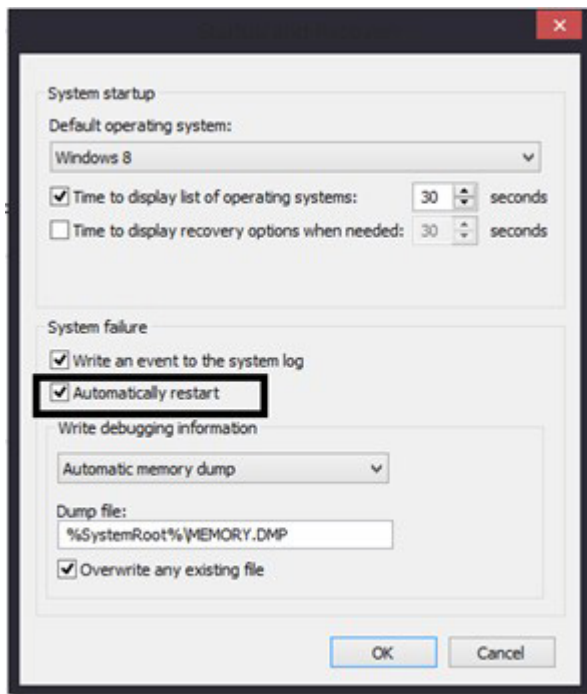 System startup
Default operating system:
Windows 8
Time to display list of operating systems: 30 seconds
Time to display recovery options when needed: 30 seconds
System failure
Write an event to the system log
Automatically restart
Write debugging information
Automatic memory dump
Dump file:
%SystemRoot%\MEMORY.DMP
Overwrite any existing file
OK Cancel